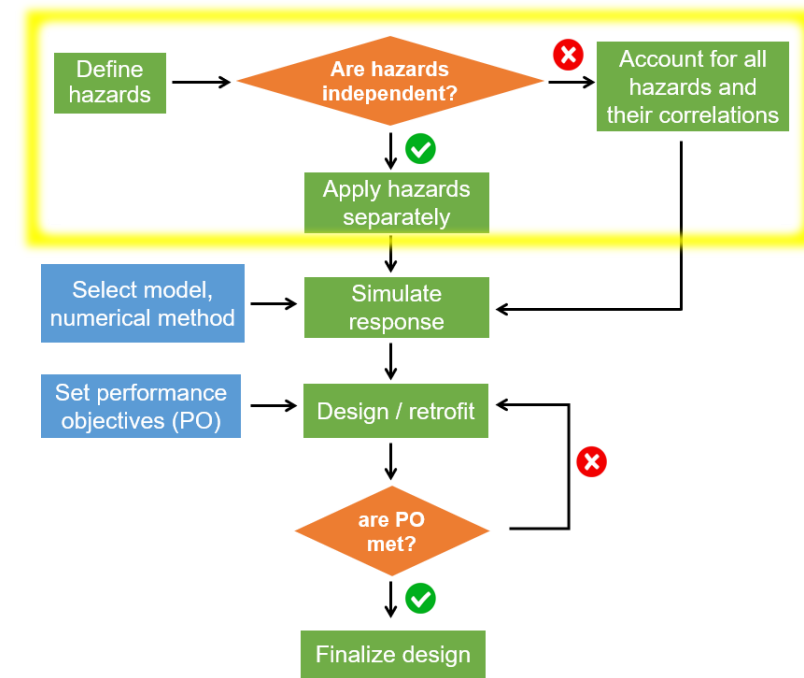 Define
hazards
Are hazards
independent?
Account for all
hazards and
their correlations
Apply hazards
separately
Select model,
numerical method
Simulate
response
Set performance
objectives (PO)
Design / retrofit
are PO
met?
Finalize design